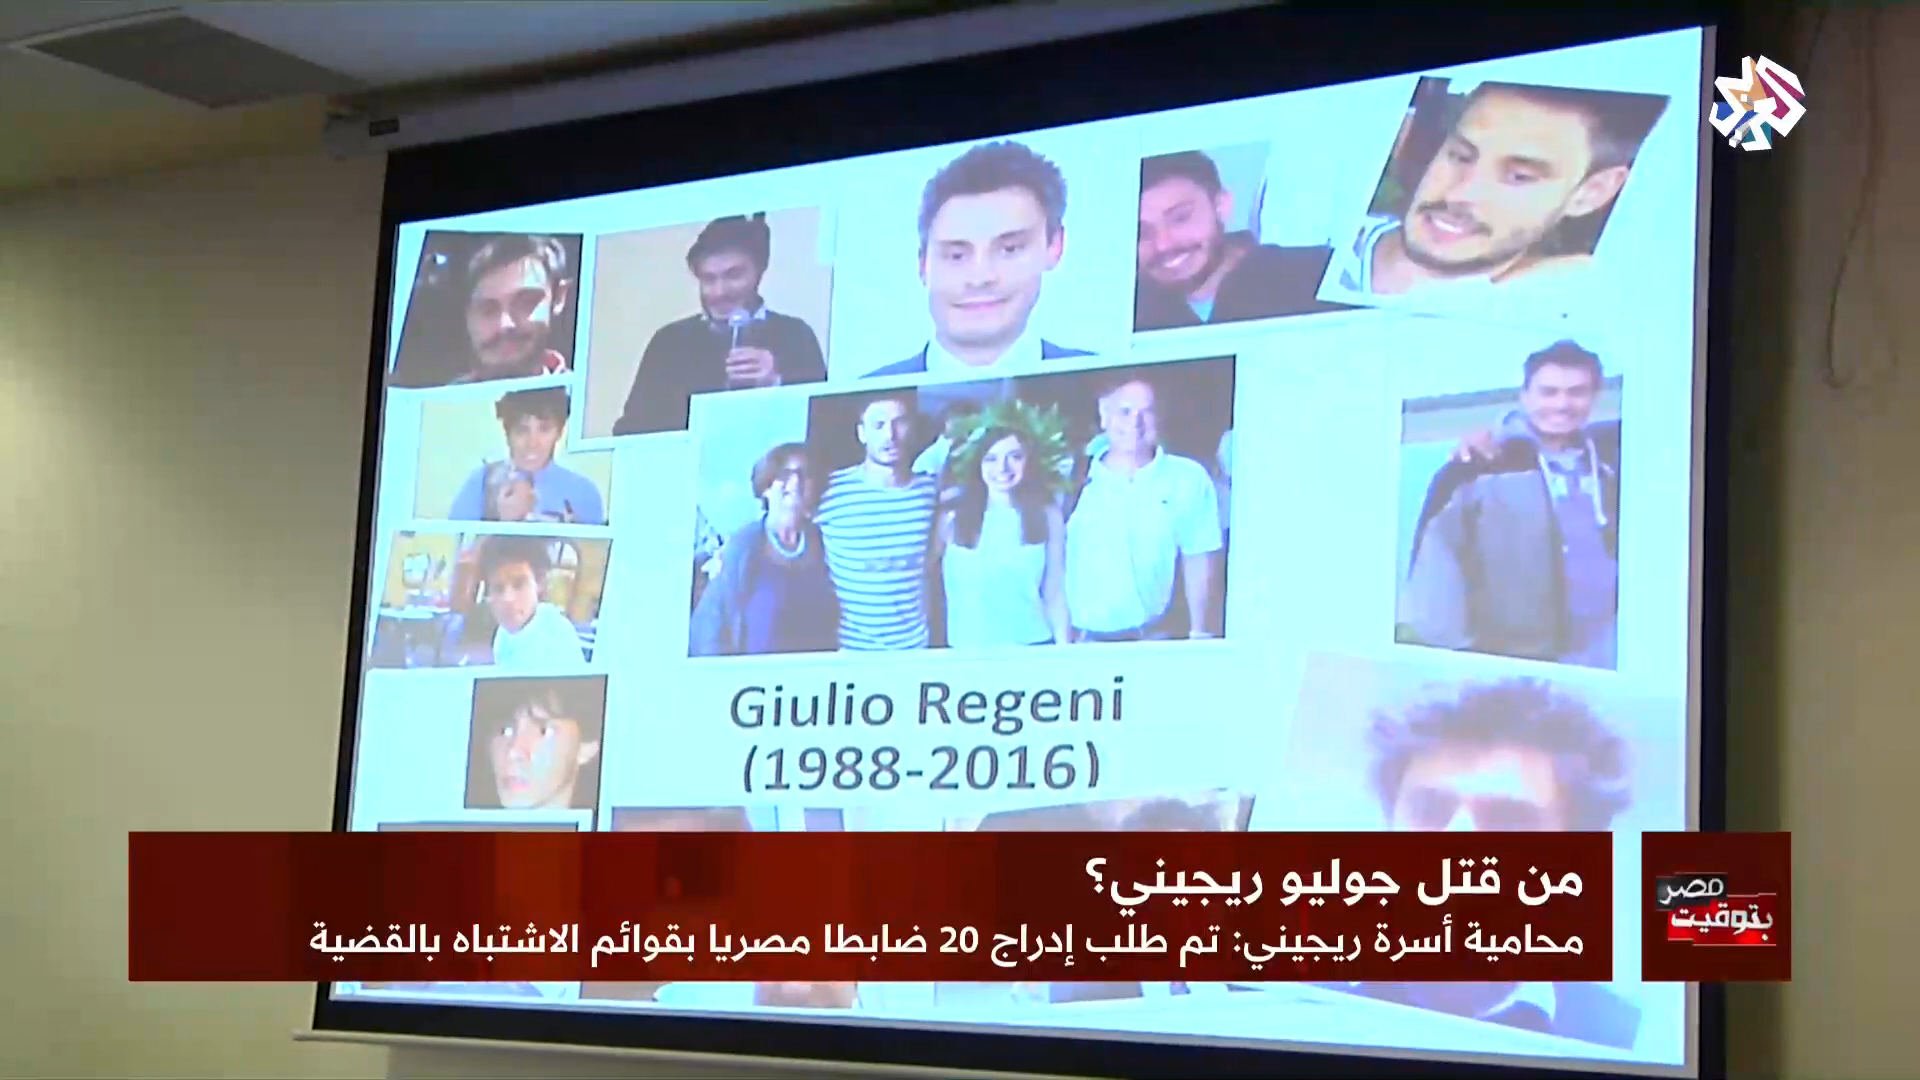 Giulio Regeni
(1988-2016)
من قتل جوليو ريجيني؟
محامية أسرة ريجيني: تم طلب إدراج 20 ضابطا مصريا بقوائم الاشتباه بالقضية
مصر
بتوقيت